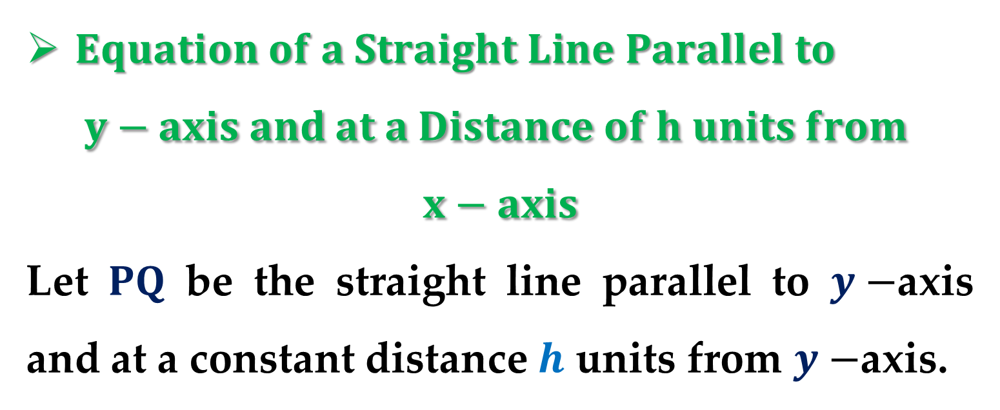 ➢ Equation of a Straight Line Parallel to
y − axis and at a Distance of h units from
x − axis
Let PQ be the straight line parallel to y −axis
and at a constant distance h units from y −axis.